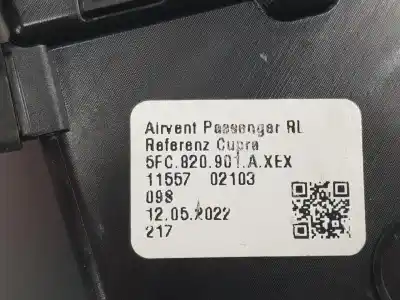 Airvent Passenger RL
Referenz Cupra
5FC.820.901.A.XEX
11557 02103
098
12.05.2022
217